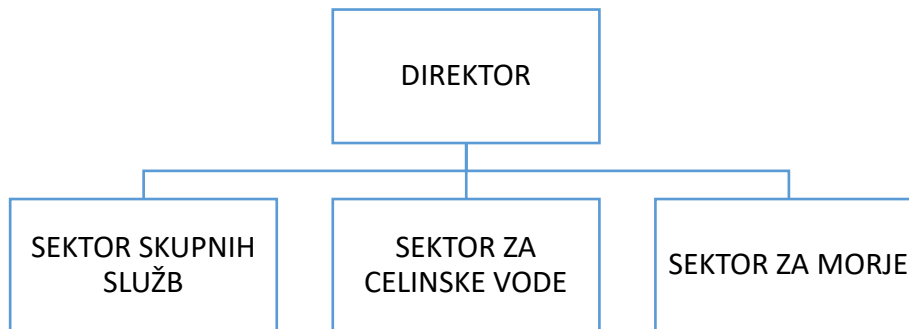 DIREKTOR
SEKTOR SKUPNIH
SLUŽB
SEKTOR ZA
CELINSKE VODE
SEKTOR ZA MORJE